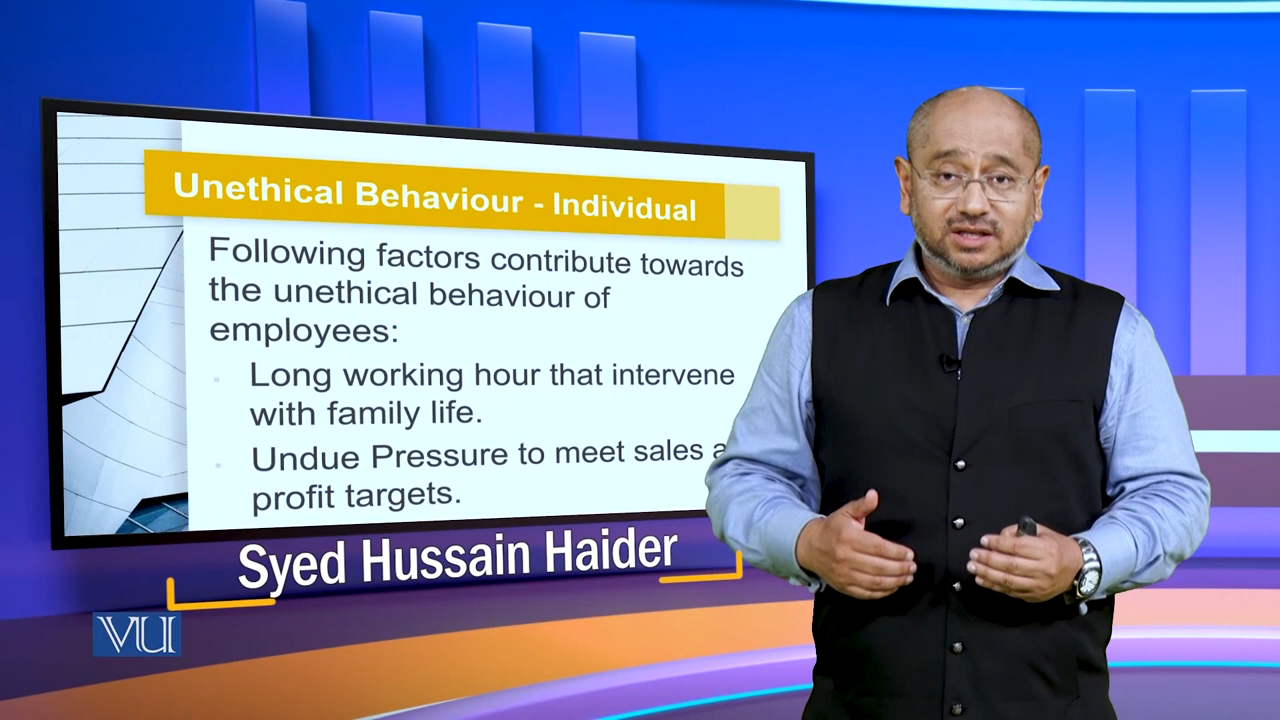 Unethical Behaviour - Individual
Following factors contribute towards
the unethical behaviour of
employees:
Long working hour that intervene
with family life.
Undue Pressure to meet sales a
profit targets.
Syed Hussain Haider
VU